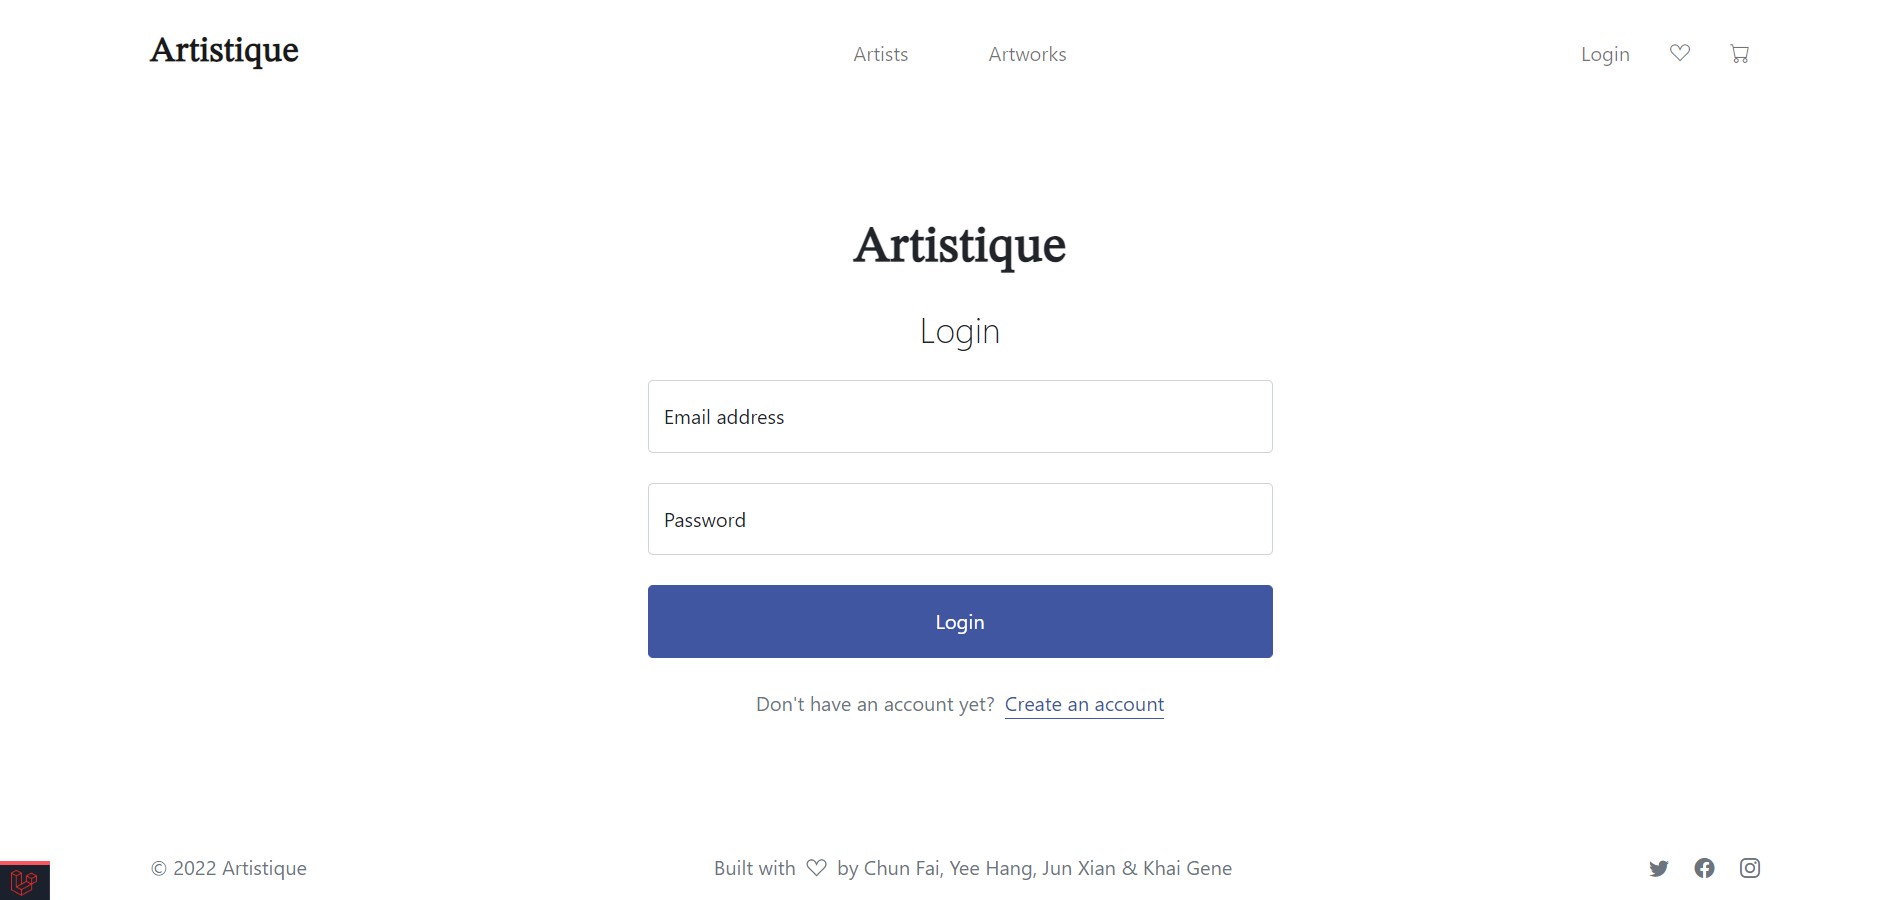 Artistique
Artists
Artworks
Login
Artistique
Login
Email address
Password
Login
Don't have an account yet? Create an account
© 2022 Artistique
Built with ♡ by Chun Fai, Yee Hang, Jun Xian & Khai Gene